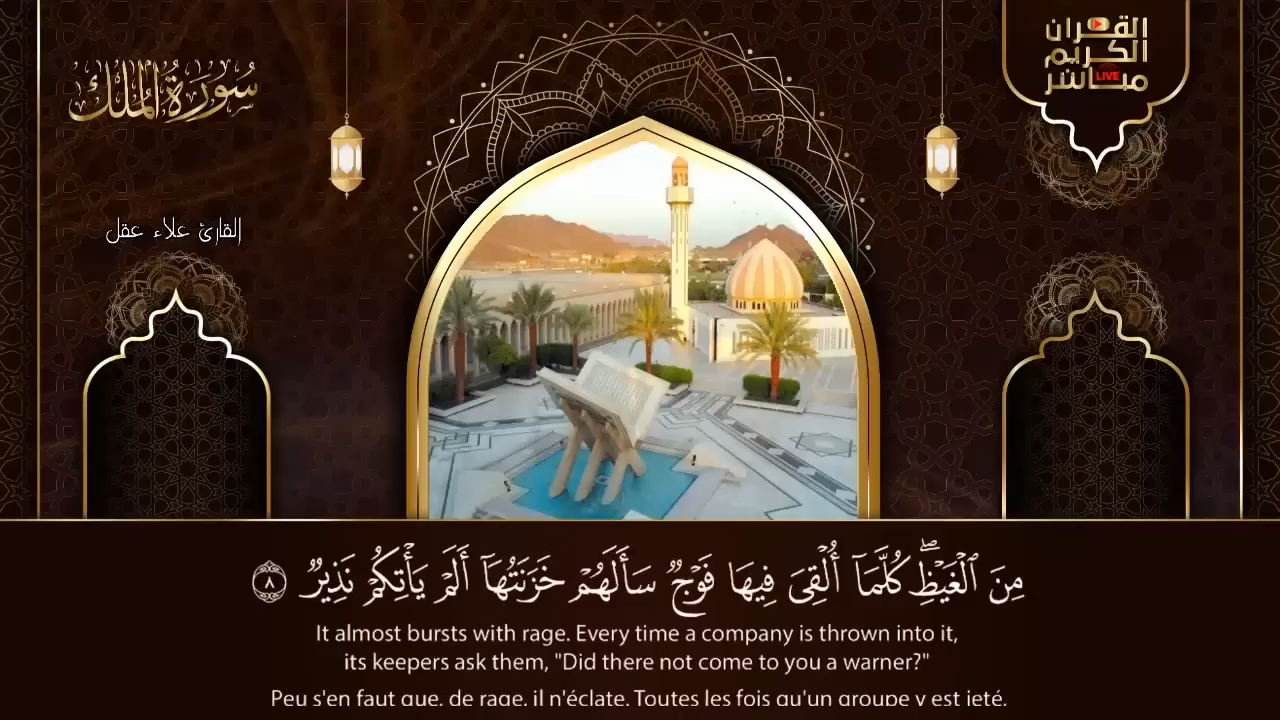 سُورَةُ المُلْك
القرآن
الكريم
مباشر
LIVE
القارئ علاء عقل
مِنَ ٱلْغَيْظِ ۖ كُلَّمَآ أُلْقِىَ فِيهَا فَوْجٌ سَأَلَهُمْ خَزَنَتُهَآ أَلَمْ يَأْتِكُمْ نَذِيرٌ ٨
It almost bursts with rage. Every time a company is thrown into it,
its keepers ask them, "Did there not come to you a warner?"
Peu s'en faut que, de rage, il n'éclate. Toutes les fois qu'un groupe y est jeté,